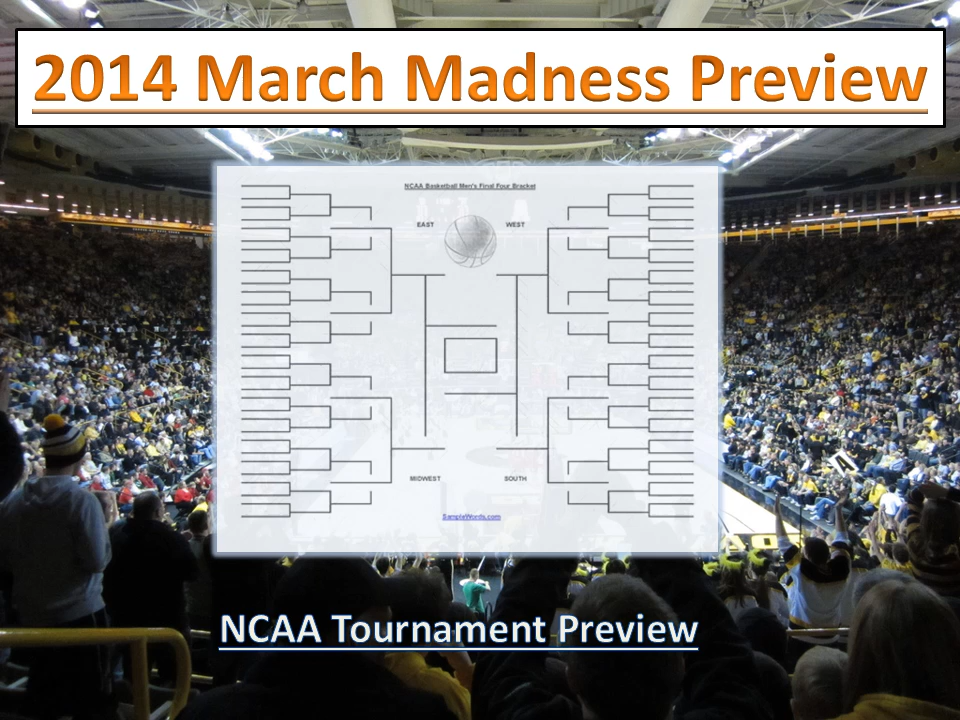 2014 March Madness Preview
NCAA Basketball Men's Final Four Bracket
EAST WEST
MIDWEST SOUTH
SampleWords.com
NCAA Tournament Preview